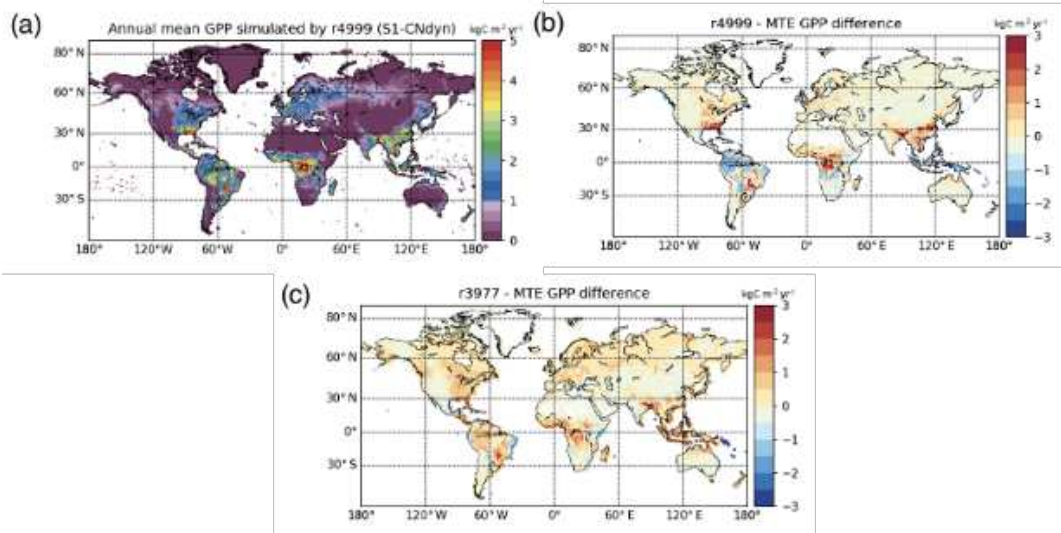 (a)
Annual mean GPP simulated by r4999 (S1-CNdyn)
kgC m⁻² yr⁻¹
80° N
60° N
30° N
0°
30° S
180° 120° W 60° W 0° 60° E 120° E 180°
5
4
3
2
1
0
(b)
r4999 - MTE GPP difference
kgC m⁻² yr⁻¹
80° N
60° N
30° N
0°
30° S
180° 120° W 60° W 0° 60° E 120° E 180°
3
2
1
0
−1
−2
−3
(c)
r3977 - MTE GPP difference
kgC m⁻² yr⁻¹
80° N
60° N
30° N
0°
30° S
180° 120° W 60° W 0° 60° E 120° E 180°
3
2
1
0
−1
−2
−3